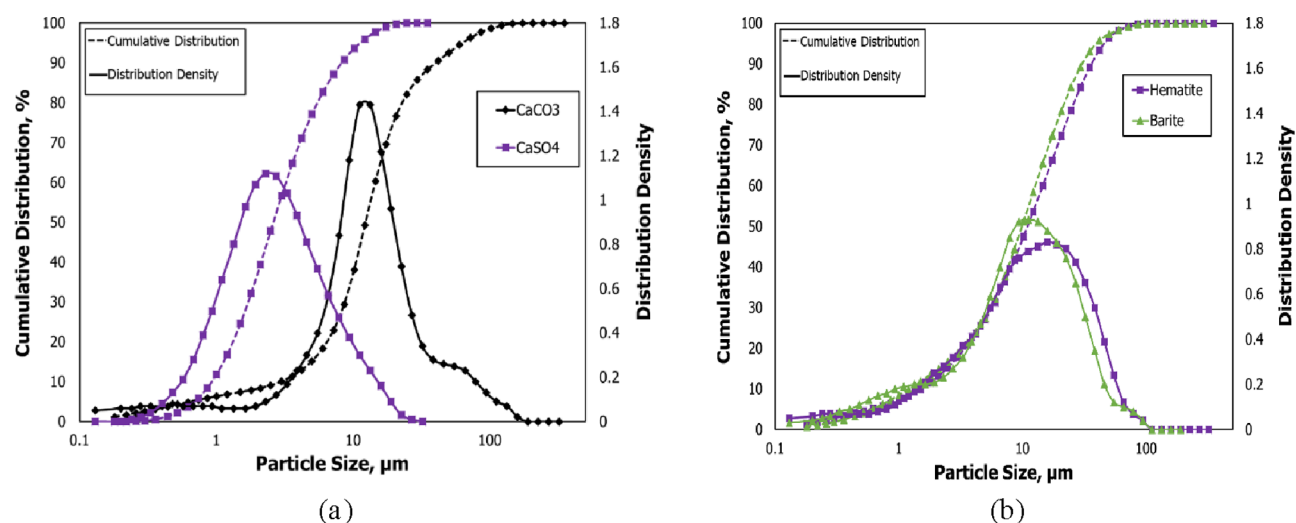 Cumulative Distribution, %
100
90
80
70
60
50
40
30
20
10
0
Cumulative Distribution
Distribution Density
CaCO3
CaSO4
1.8
1.6
1.4
1.2
1
0.8
0.6
0.4
0.2
0
Distribution Density
0.1 1 10 100
Particle Size, µm
(a)
Cumulative Distribution, %
100
90
80
70
60
50
40
30
20
10
0
Cumulative Distribution
Distribution Density
Hematite
Barite
1.8
1.6
1.4
1.2
1
0.8
0.6
0.4
0.2
0
Distribution Density
0.1 1 10 100
Particle Size, µm
(b)